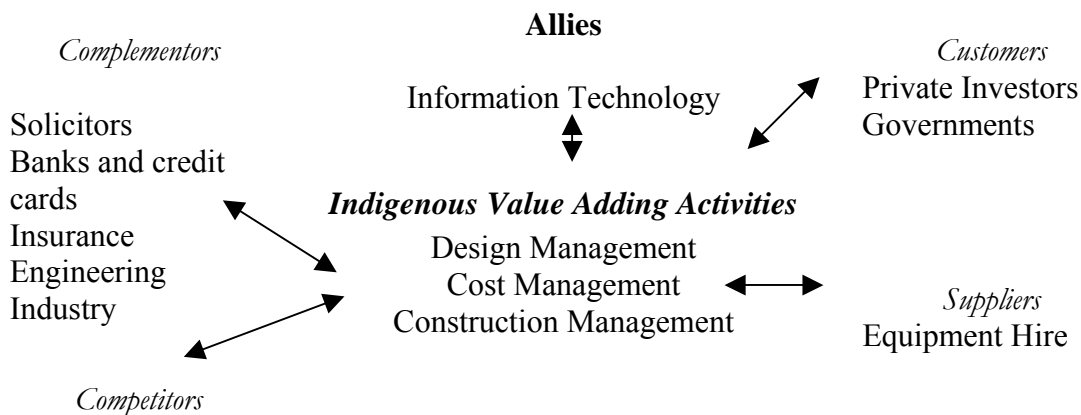 Allies
Complementors
Customers
Information Technology
Private Investors
Governments
Solicitors
Banks and credit
cards
Insurance
Engineering
Industry
Indigenous Value Adding Activities
Design Management
Cost Management
Construction Management
Suppliers
Equipment Hire
Competitors